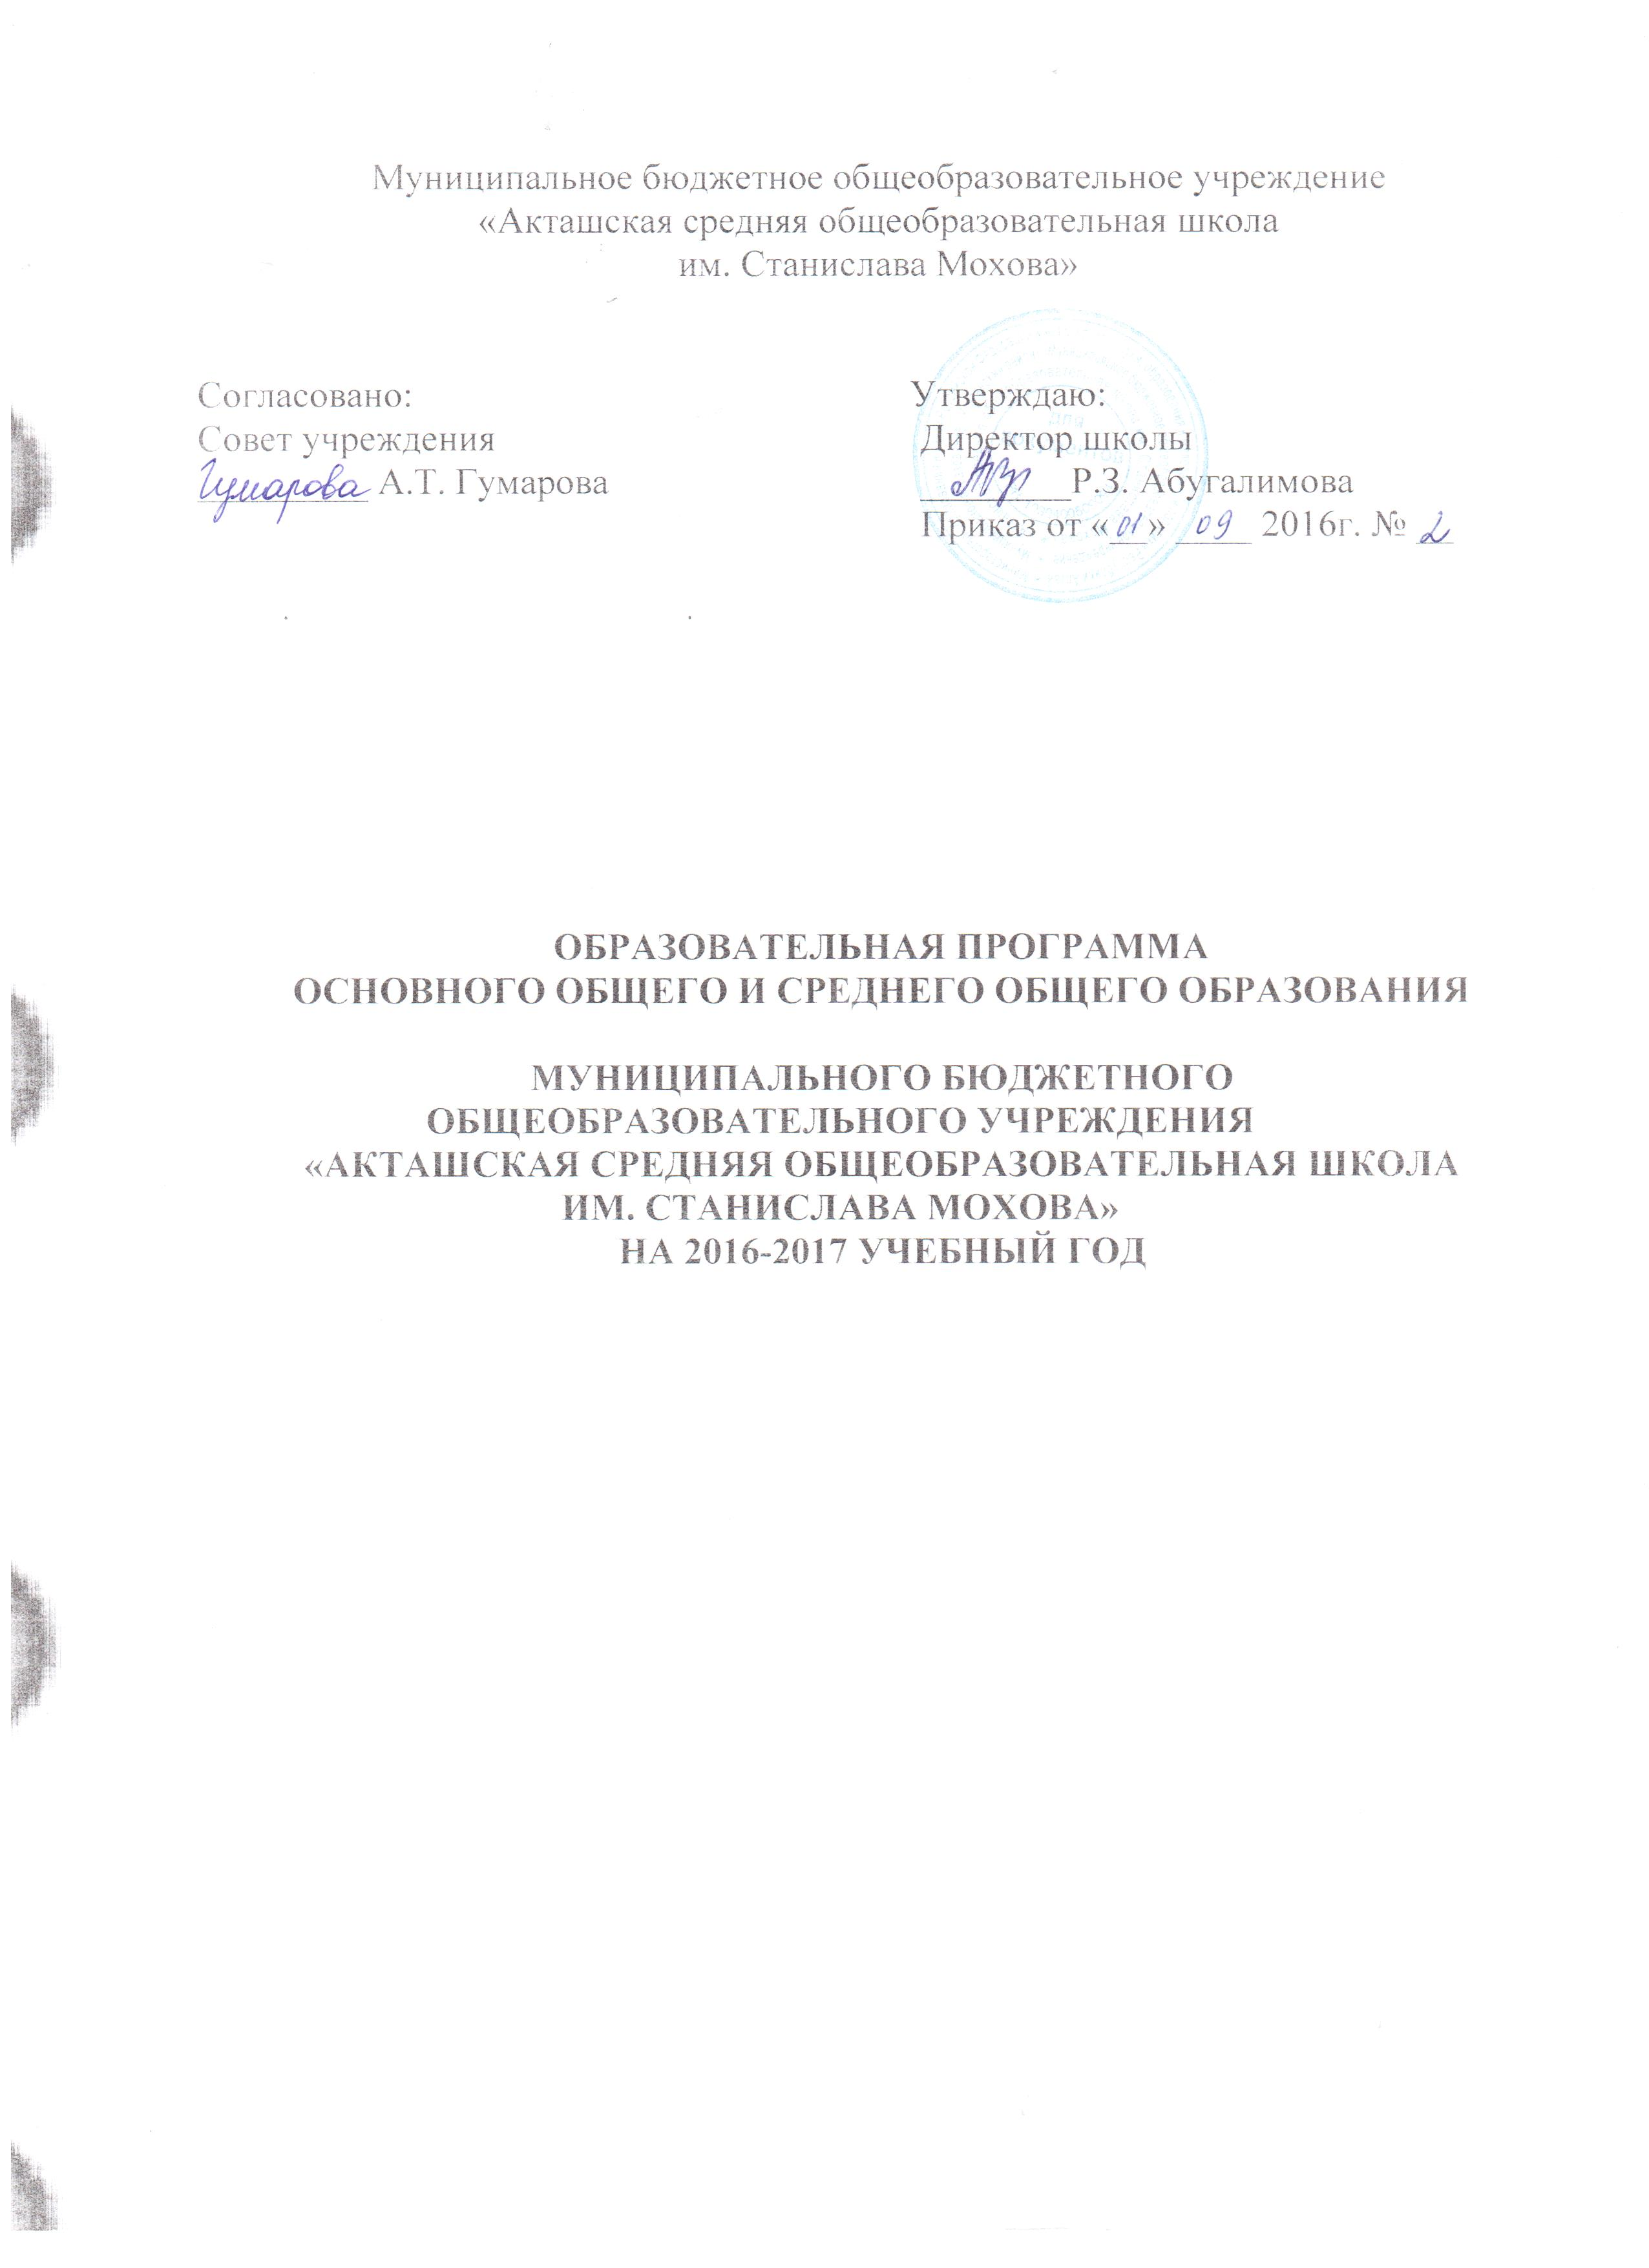 Муниципальное бюджетное общеобразовательное учреждение
«Акташская средняя общеобразовательная школа
им. Станислава Мохова»
Согласовано:
Совет учреждения
Гумарова А.Т. Гумарова
Утверждаю:
Директор школы
Р.З. Абугалимова
Приказ от «01» 09 2016г. № 2
ОБРАЗОВАТЕЛЬНАЯ ПРОГРАММА
ОСНОВНОГО ОБЩЕГО И СРЕДНЕГО ОБЩЕГО ОБРАЗОВАНИЯ
МУНИЦИПАЛЬНОГО БЮДЖЕТНОГО
ОБЩЕОБРАЗОВАТЕЛЬНОГО УЧРЕЖДЕНИЯ
«АКТАШСКАЯ СРЕДНЯЯ ОБЩЕОБРАЗОВАТЕЛЬНАЯ ШКОЛА
ИМ. СТАНИСЛАВА МОХОВА»
НА 2016-2017 УЧЕБНЫЙ ГОД